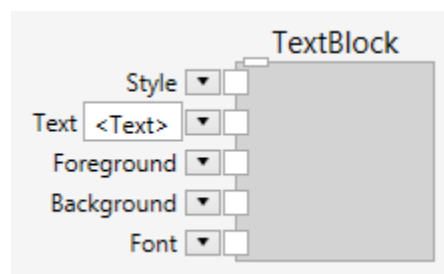 TextBlock
Style
Text <Text>
Foreground
Background
Font